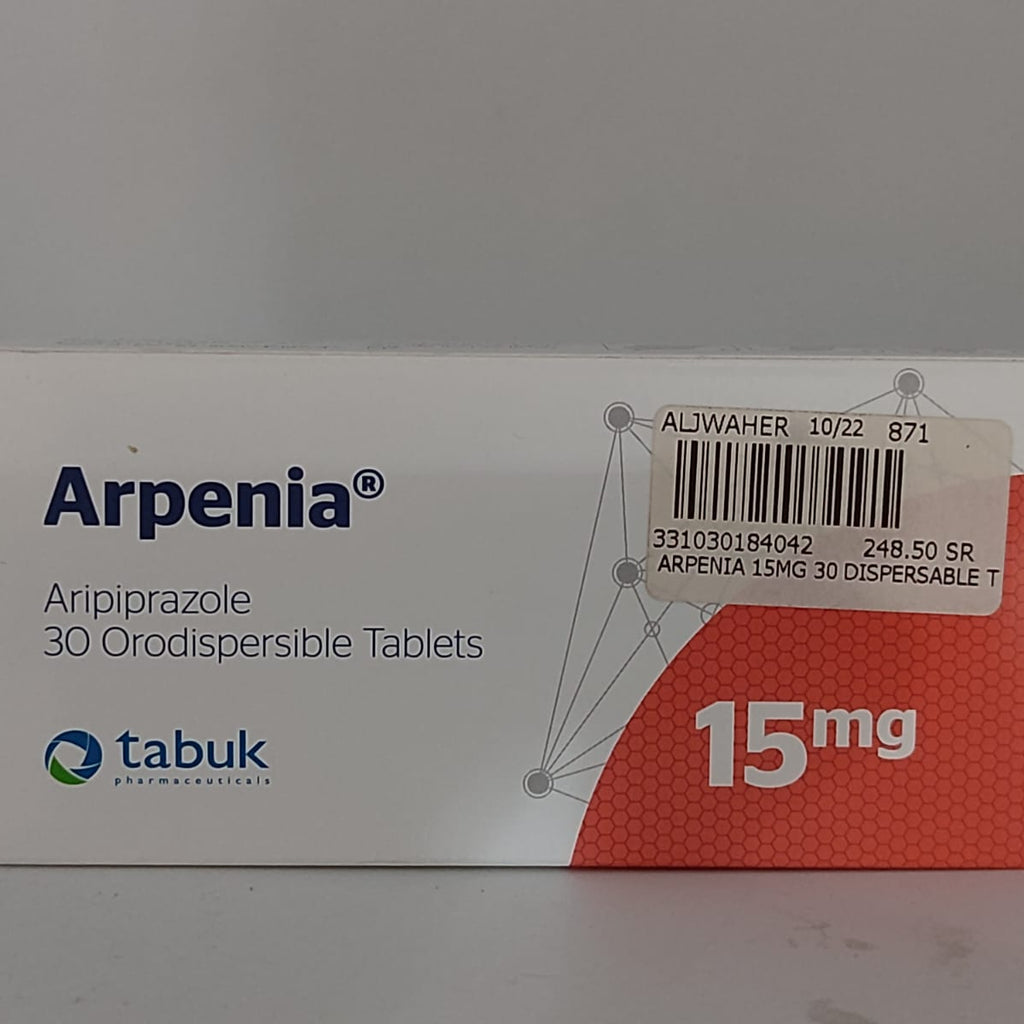 Arpenia®
Aripiprazole
30 Orodispersible Tablets
tabuk
pharmaceuticals
ALJWAHER 10/22 871
331030184042 248.50 SR
ARPENIA 15MG 30 DISPERSABLE T
15mg